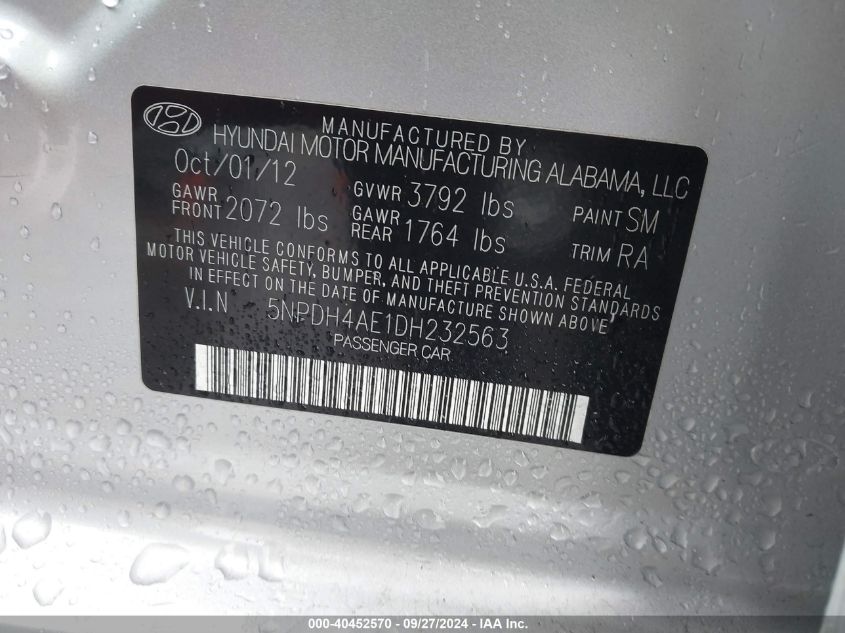 MANUFACTURED BY
HYUNDAI MOTOR MANUFACTURING ALABAMA, LLC
Oct/01/12 GVWR 3792 lbs PAINT SM
GAWR FRONT 2072 lbs GAWR REAR 1764 lbs TRIM RA
THIS VEHICLE CONFORMS TO ALL APPLICABLE U.S.A. FEDERAL
MOTOR VEHICLE SAFETY, BUMPER, AND THEFT PREVENTION STANDARDS
IN EFFECT ON THE DATE OF MANUFACTURE SHOWN ABOVE
V.I.N 5NPDH4AE1DH232563
PASSENGER CAR
000-40452570 - 09/27/2024 - IAA Inc.